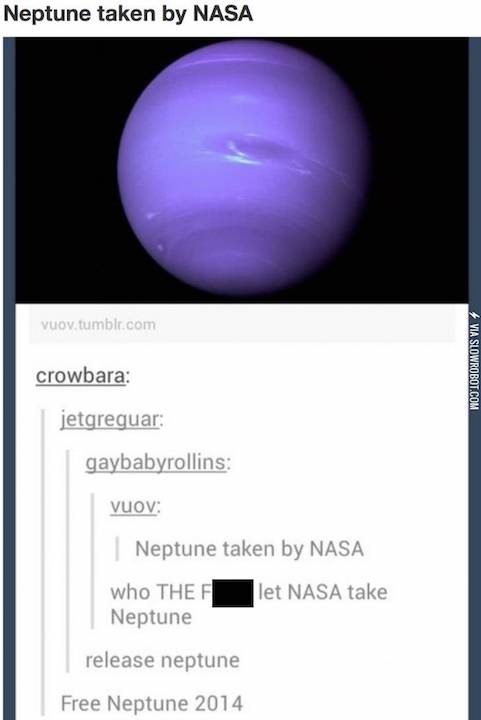 Neptune taken by NASA
vuov.tumblr.com
VIA SLOWROBOT.COM
crowbara:
jetgreguar:
gaybabyrollins:
vuov:
Neptune taken by NASA
who THE F let NASA take
Neptune
release neptune
Free Neptune 2014